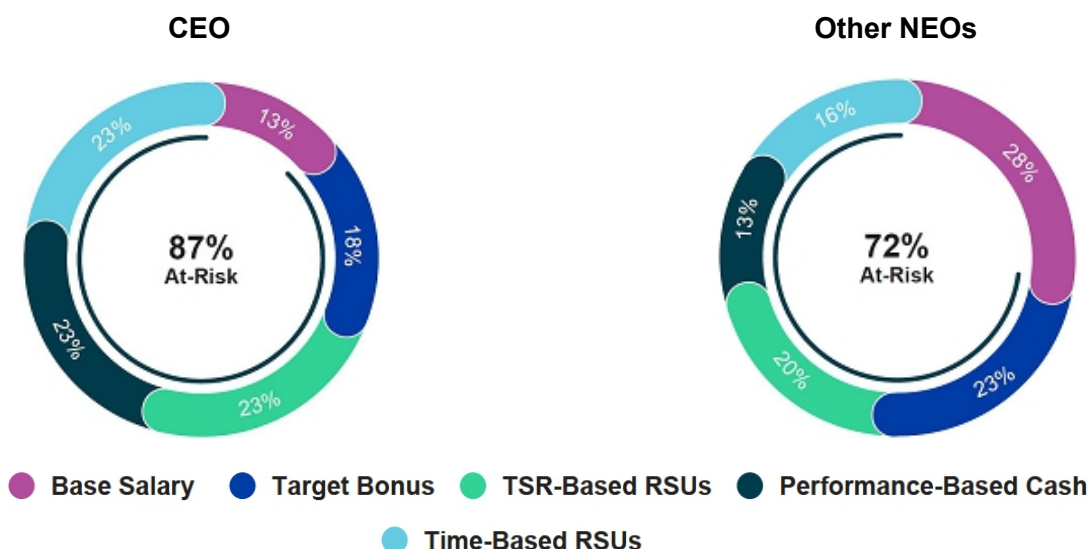 CEO
Other NEOs
13%
18%
23%
23%
23%
87%
At-Risk
28%
23%
20%
13%
16%
72%
At-Risk
Base Salary
Target Bonus
TSR-Based RSUs
Performance-Based Cash
Time-Based RSUs